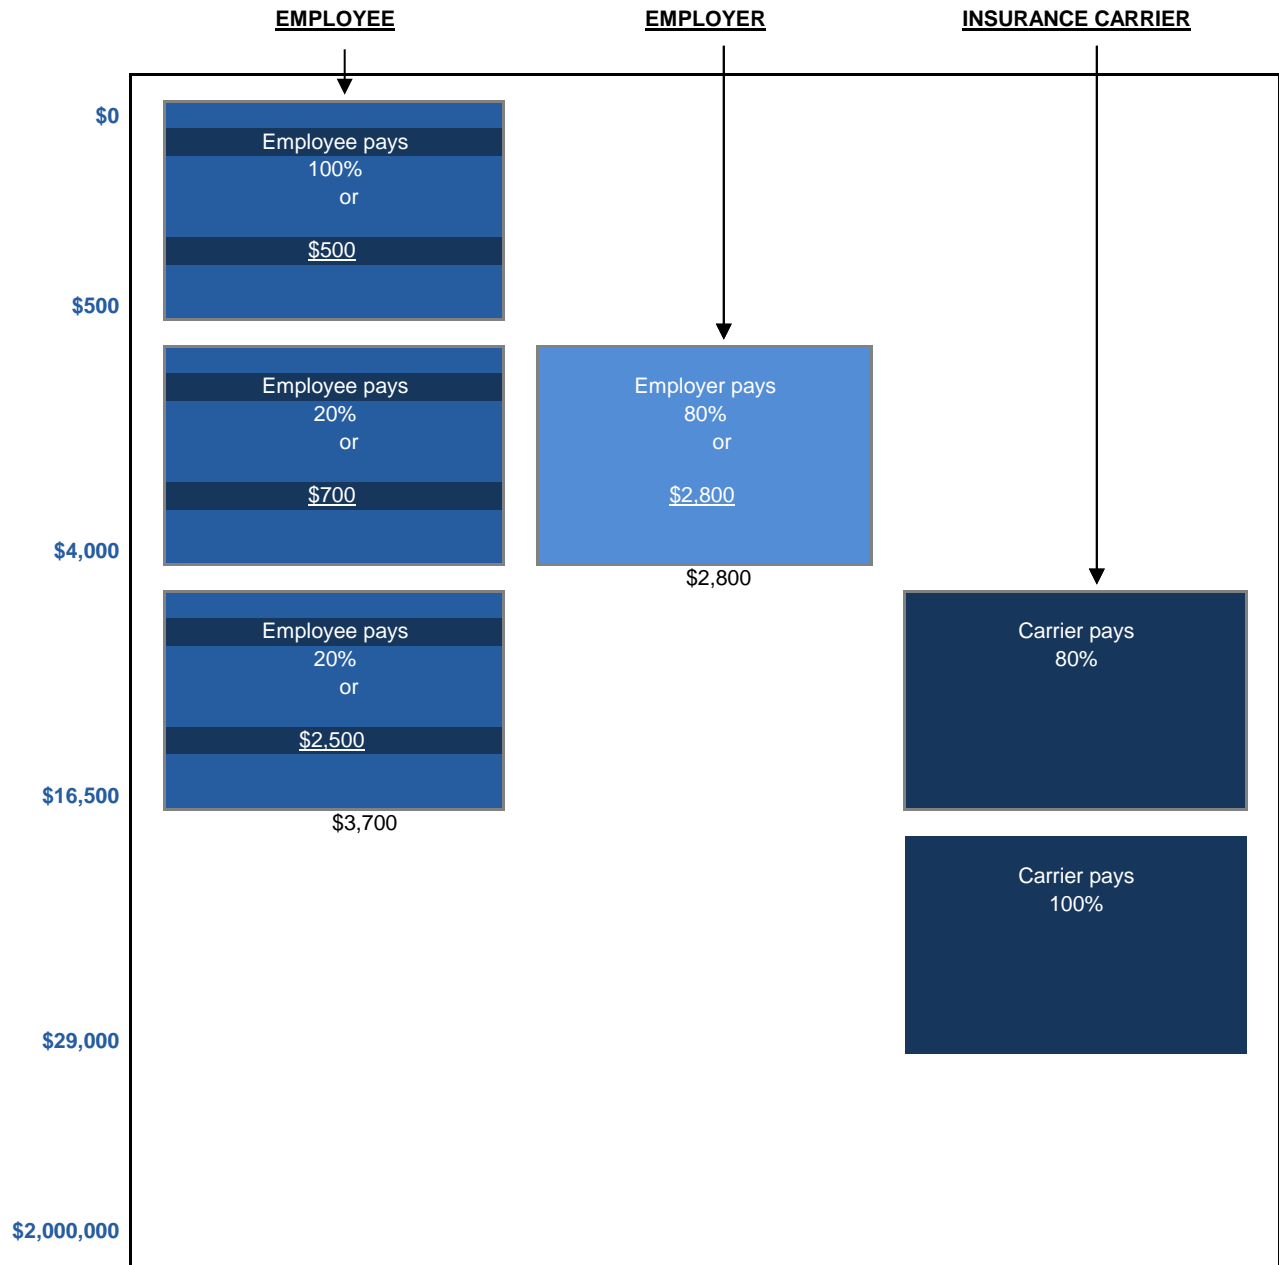 EMPLOYEE EMPLOYER INSURANCE CARRIER
$0
Employee pays
100%
or
$500
$500
Employee pays Employer pays
20% 80%
or or
$700 $2,800
$4,000
$2,800
Employee pays Carrier pays
20% 80%
or
$2,500
$16,500
$3,700
Carrier pays
100%
$29,000
$2,000,000